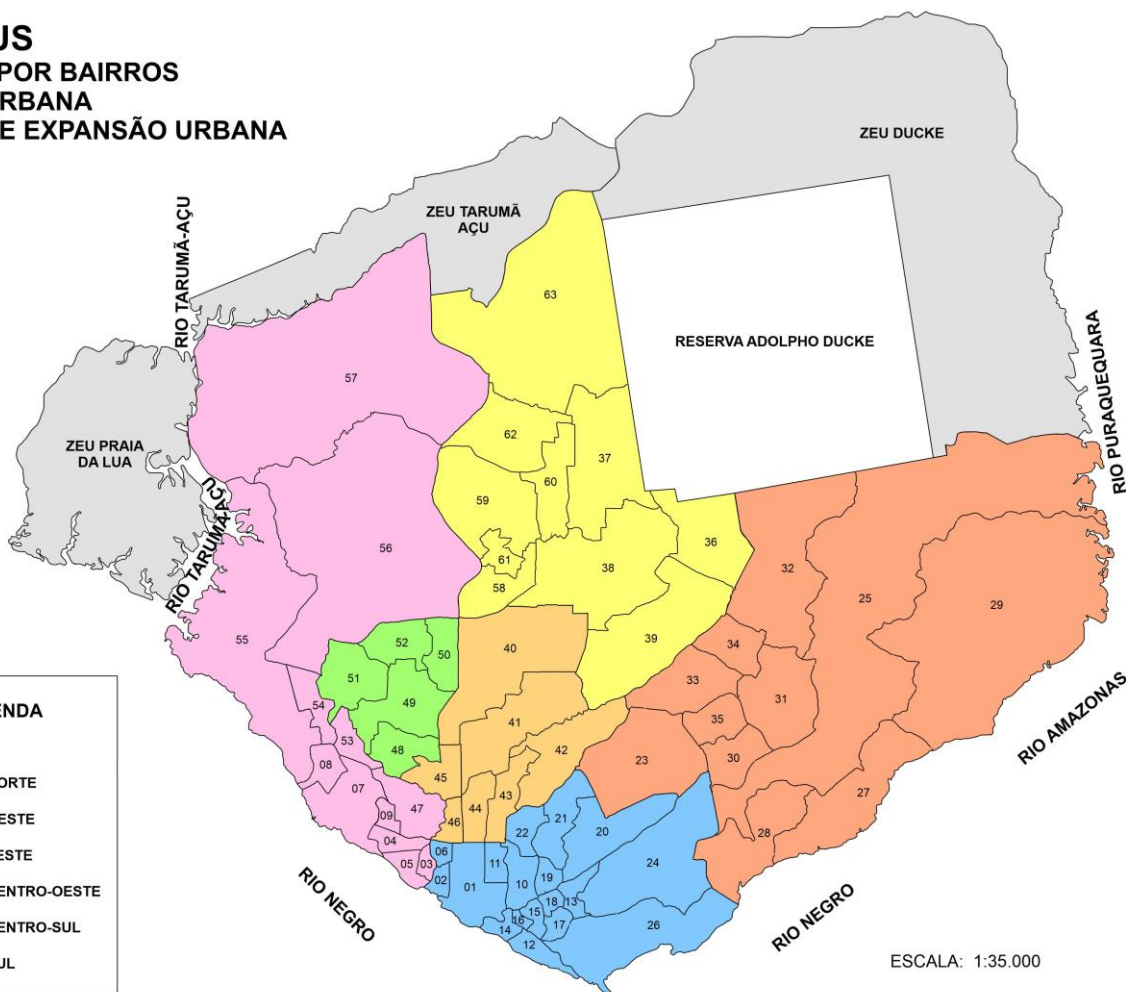 US
POR BAIRROS
RBANA
E EXPANSÃO URBANA
ZEU DUCKE
ZEU TARUMÃ
AÇU
RIO TARUMÃ-AÇU
63
RESERVA ADOLPHO DUCKE
RIO PURAQUEQUARA
57
ZEU PRAIA
DA LUA
62
37
60
59
RIO TARUMÃ-AÇU
56
61
36
58
38
32
25
29
55
52
50
40
39
34
51
33
31
54
49
41
35
ENDA
53
48
42
30
23
RIO AMAZONAS
08
45
07
44
43
27
ORTE
09
47
46
21
20
28
ESTE
04
22
ESTE
05
03
06
11
24
02
01
10
19
ENTRO-OESTE
18
13
15
16
17
ENTRO-SUL
14
12
26
RIO NEGRO
RIO NEGRO
UL
ESCALA: 1:35.000